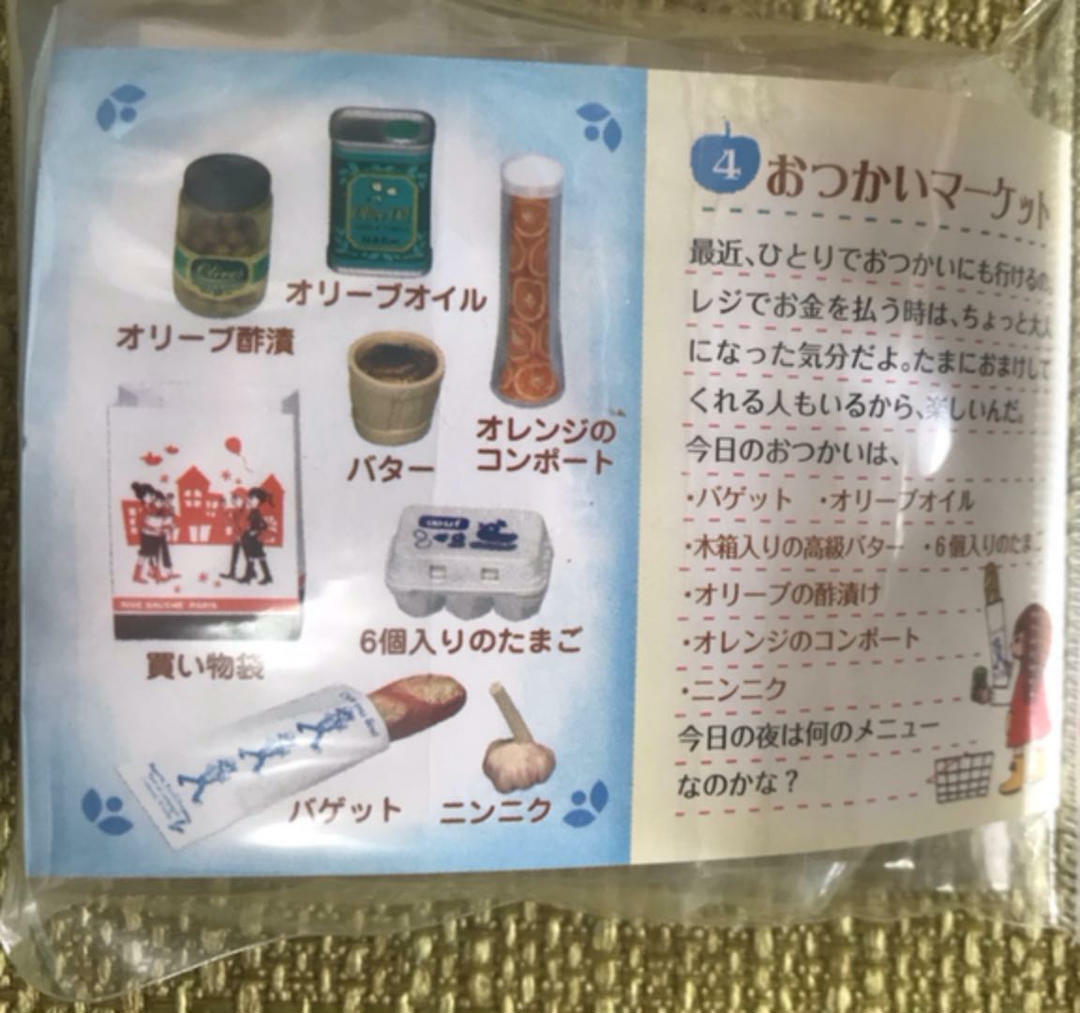 Olives
Olive Oil
オリーブオイル
オリーブ酢漬
オレンジの
コンポート
バター
RIVE GAUCHE PARIS
買い物袋
6個入りのたまご
バゲット
ニンニク
4 おつかいマーケット
最近、ひとりでおつかいにも行けるの
レジでお金を払う時は、ちょっと大人
になった気分だよ。たまにおまけして
くれる人もいるから、楽しいんだ。
今日のおつかいは、
・バゲット ・オリーブオイル
・木箱入りの高級バター ・6個入りのたまご
・オリーブの酢漬け
・オレンジのコンポート
・ニンニク
今日の夜は何のメニュー
なのかな？